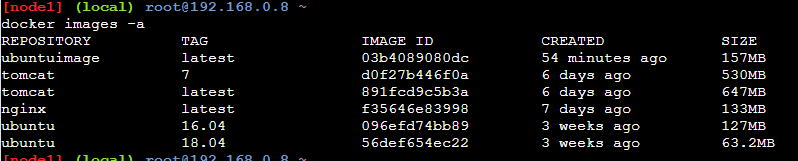 [node1] (local) root@192.168.0.8 ~
docker images -a
REPOSITORY TAG IMAGE ID CREATED SIZE
ubuntuimage latest 03b4089080dc 54 minutes ago 157MB
tomcat 7 d0f27b446f0a 6 days ago 530MB
tomcat latest 891fcd9c5b3a 6 days ago 647MB
nginx latest f35646e83998 7 days ago 133MB
ubuntu 16.04 096efd74bb89 3 weeks ago 127MB
ubuntu 18.04 56def654ec22 3 weeks ago 63.2MB
[node1] (local) root@192.168.0.8 ~